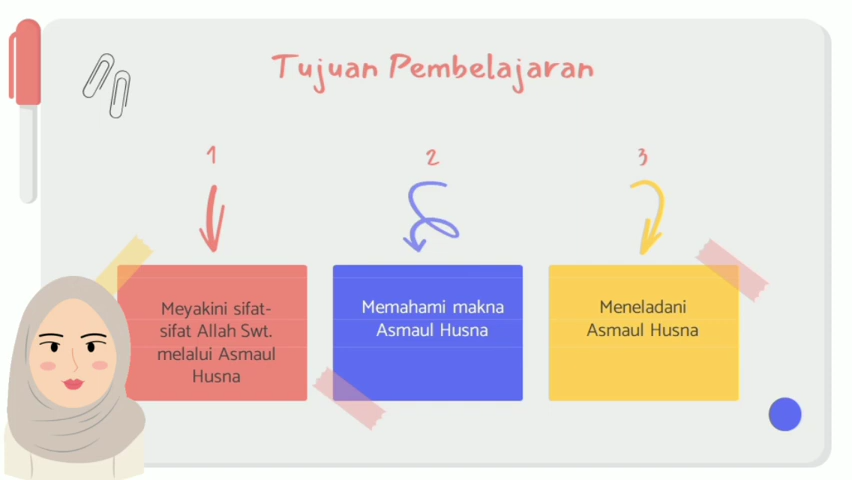 Tujuan Pembelajaran
1
2
3
Meyakini sifat-
sifat Allah Swt.
melalui Asmaul
Husna
Memahami makna
Asmaul Husna
Meneladani
Asmaul Husna